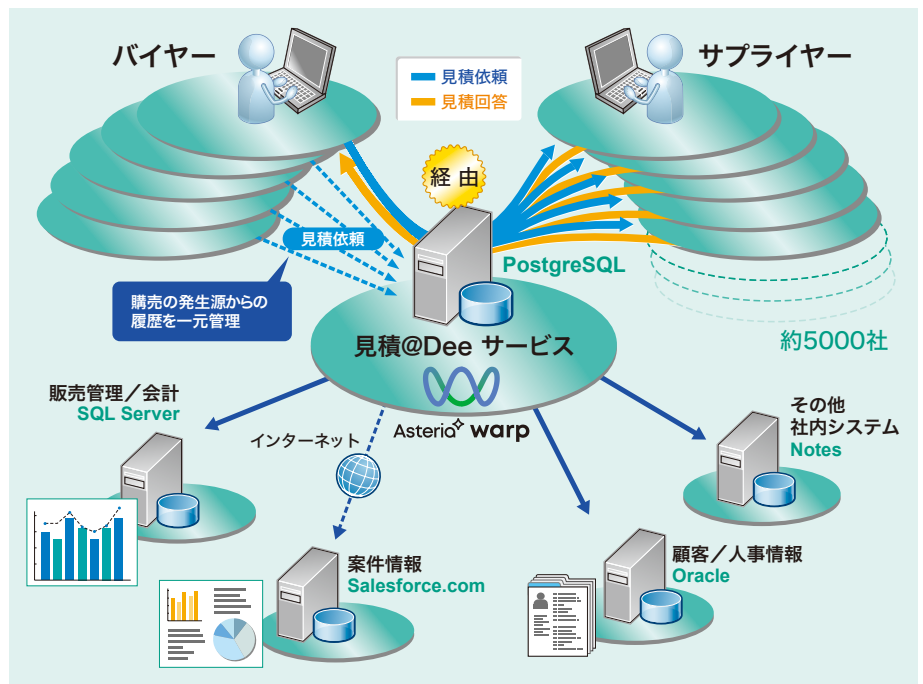 バイヤー
サプライヤー
見積依頼
見積回答
経由
見積依頼
PostgreSQL
購売の発生源からの
履歴を一元管理
見積@Dee サービス
約5000社
Asteria warp
販売管理/会計
SQL Server
インターネット
その他
社内システム
Notes
案件情報
Salesforce.com
顧客/人事情報
Oracle